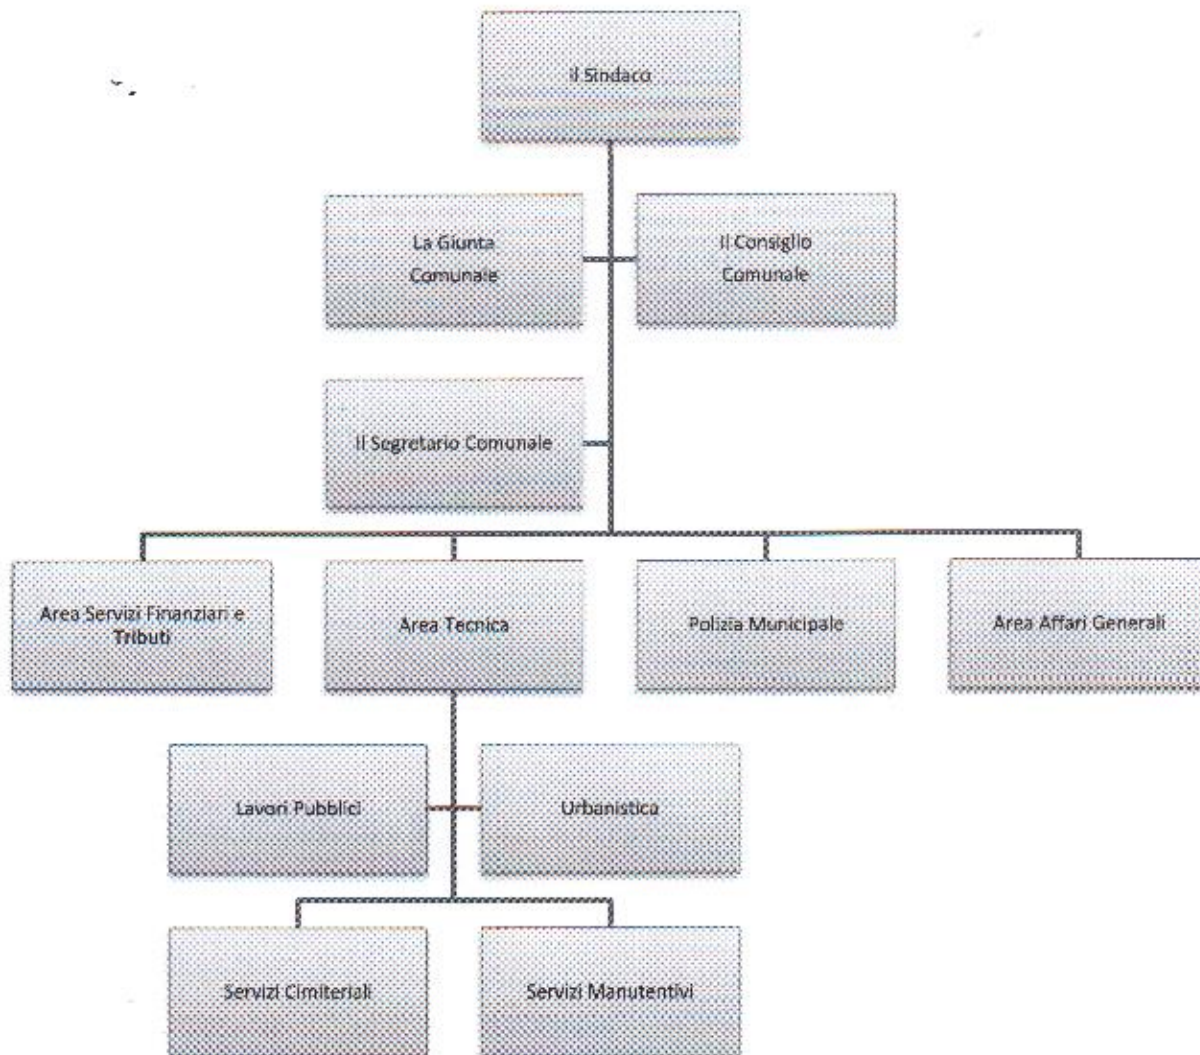 Il Sindaco
La Giunta
Comunale
Il Consiglio
Comunale
Il Segretario Comunale
Area Servizi Finanziari e
Tributi
Area Tecnica
Polizia Municipale
Area Affari Generali
Lavori Pubblici
Urbanistica
Servizi Cimiteriali
Servizi Manutentivi